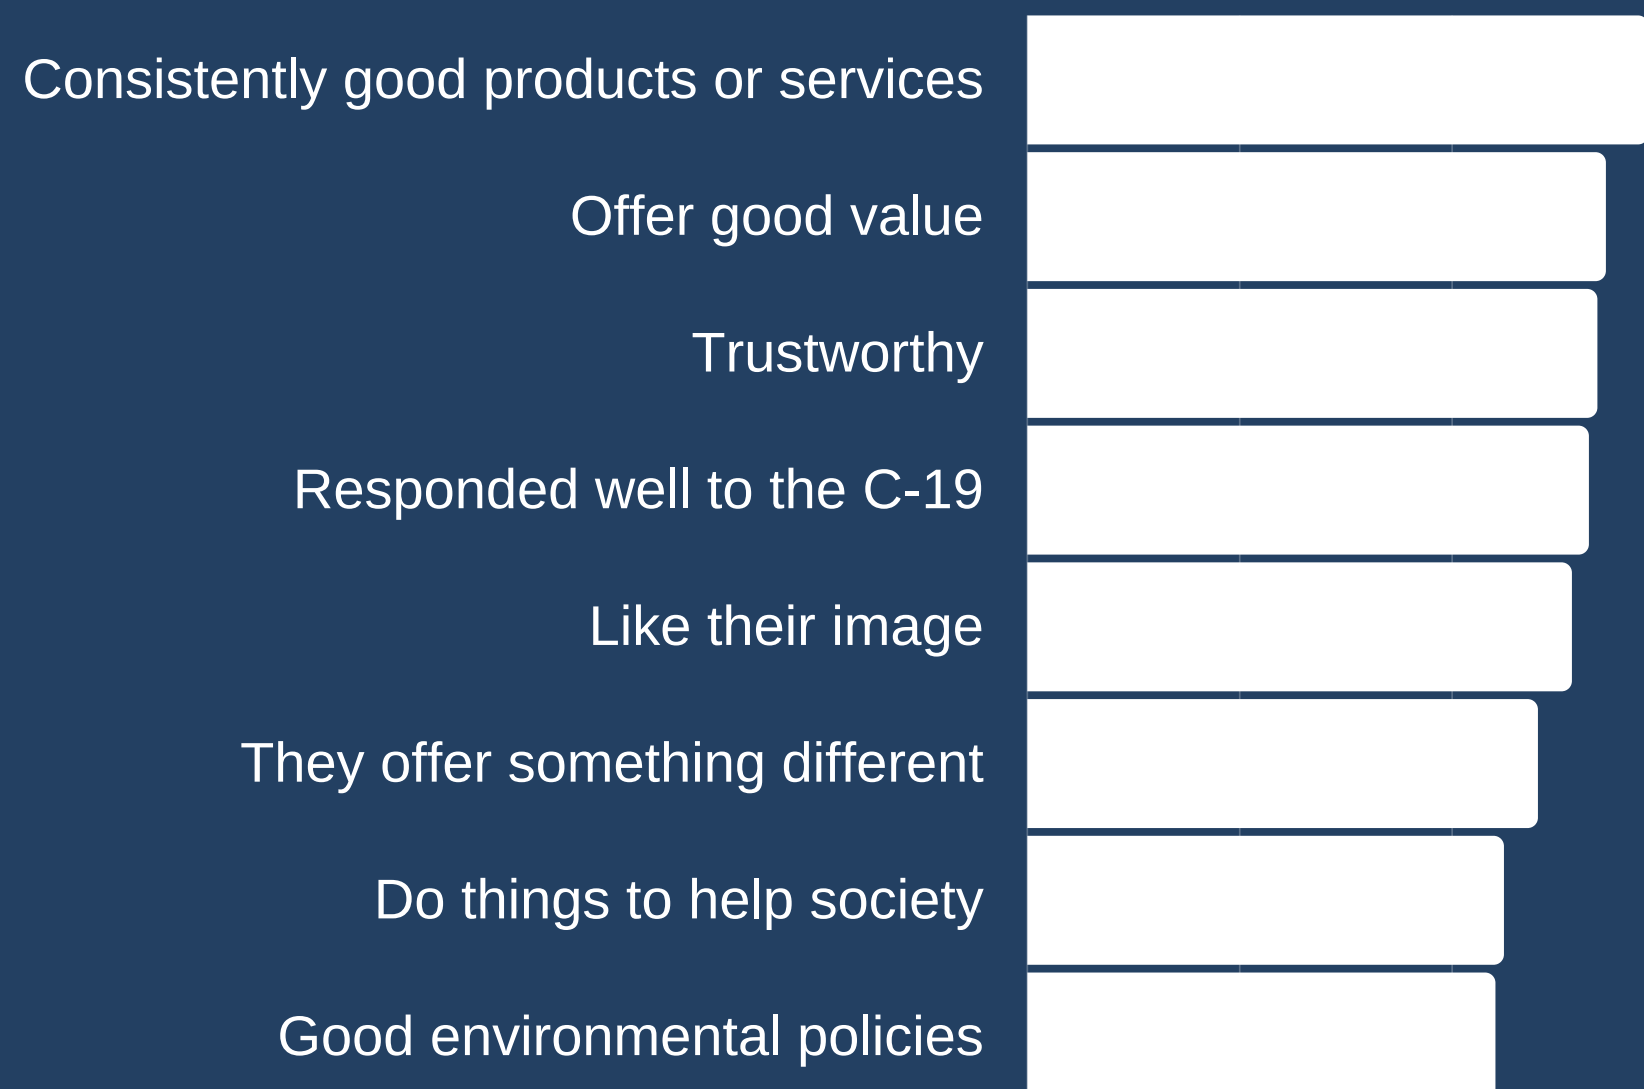 Consistently good products or services
Offer good value
Trustworthy
Responded well to the C-19
Like their image
They offer something different
Do things to help society
Good environmental policies